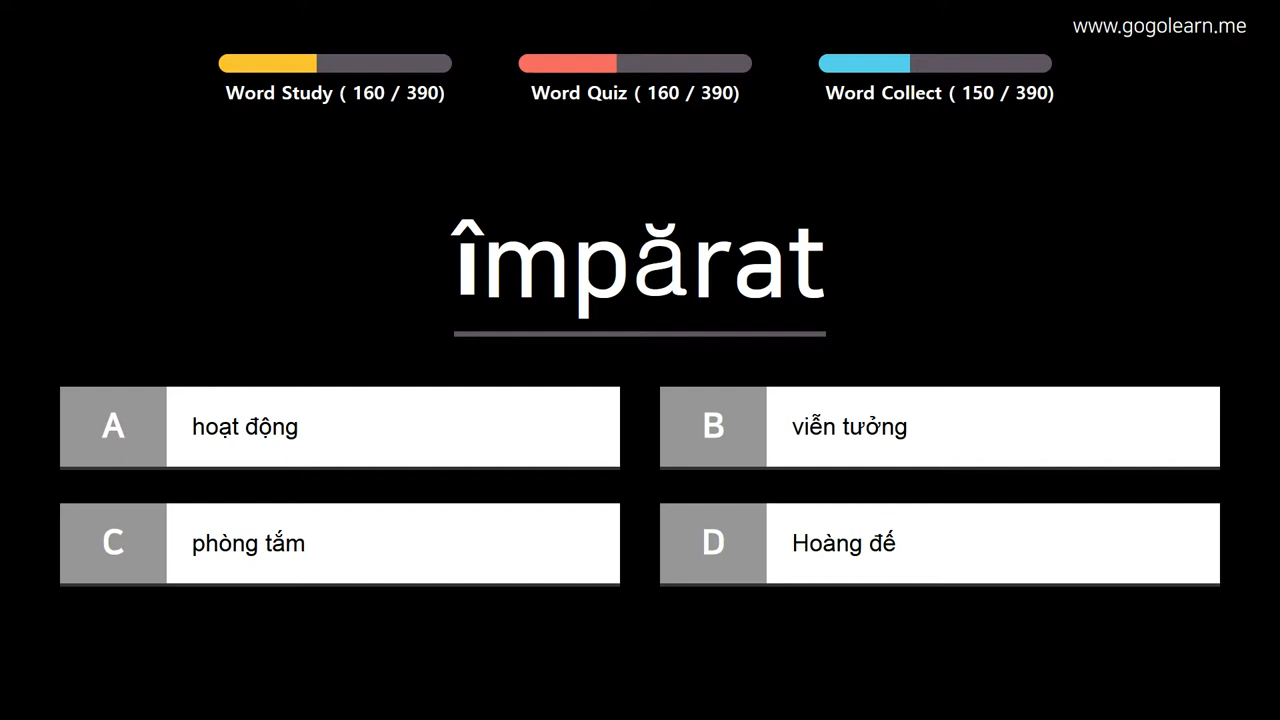 www.gogolearn.me
Word Study ( 160 / 390)
Word Quiz ( 160 / 390)
Word Collect ( 150 / 390)
împărat
A hoạt động
B viễn tưởng
C phòng tắm
D Hoàng đế